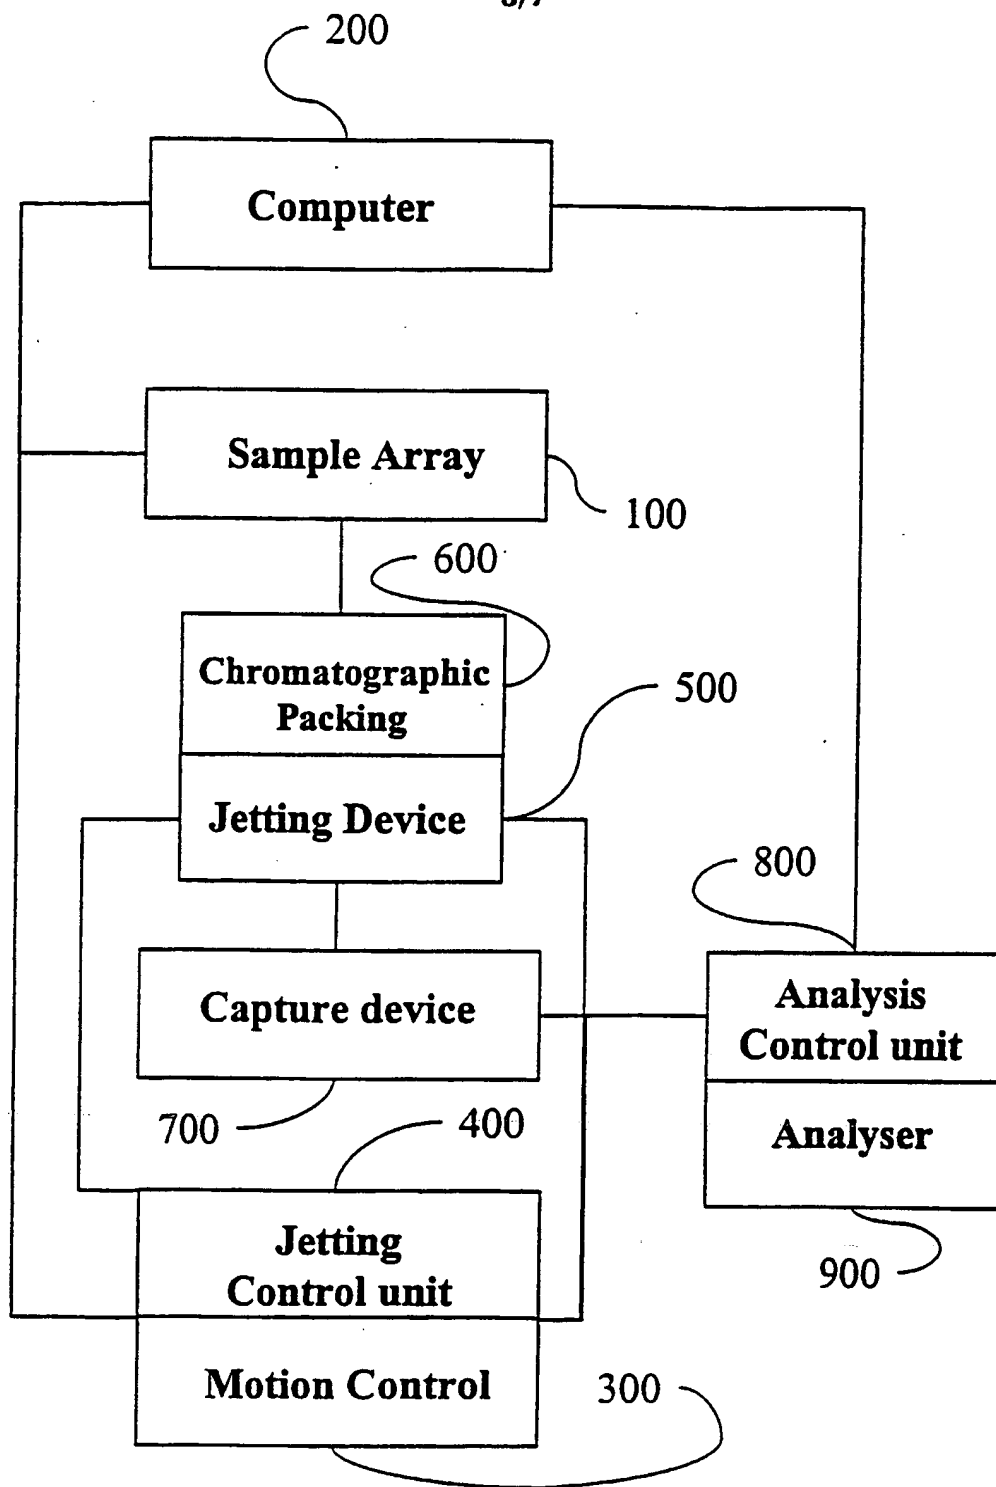 200
Computer
Sample Array
100
600
Chromatographic
Packing
500
Jetting Device
800
Capture device
Analysis
Control unit
700
400
Analyser
Jetting
Control unit
900
Motion Control
300